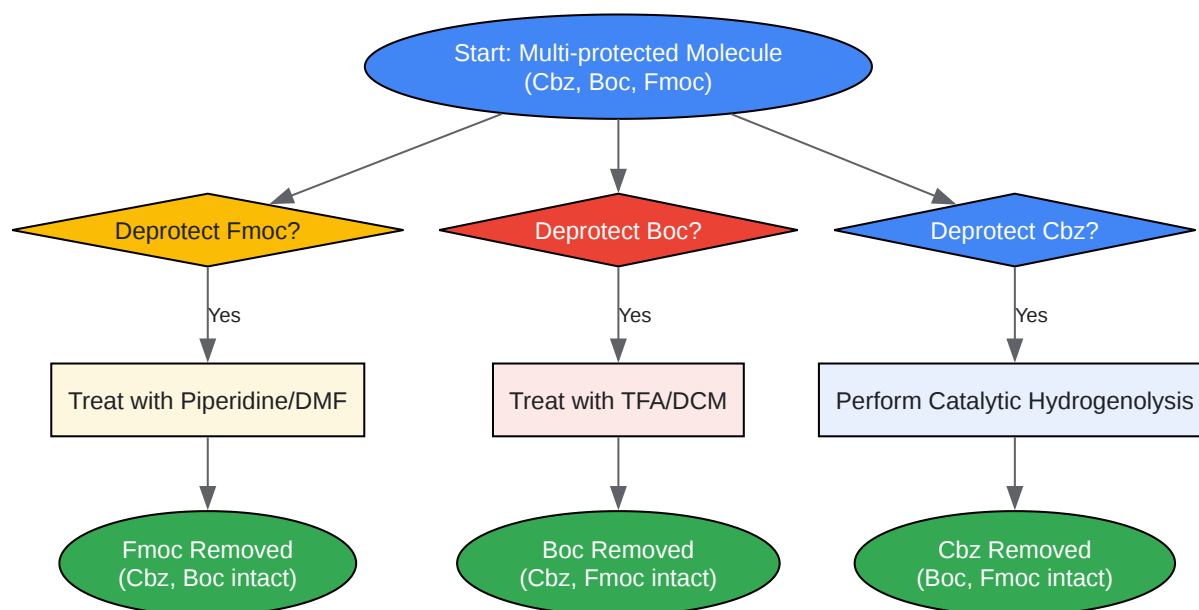 Start: Multi-protected Molecule
(Cbz, Boc, Fmoc)
Deprotect Fmoc?
Deprotect Boc?
Deprotect Cbz?
Yes
Yes
Yes
Treat with Piperidine/DMF
Treat with TFA/DCM
Perform Catalytic Hydrogenolysis
Fmoc Removed
(Cbz, Boc intact)
Boc Removed
(Cbz, Fmoc intact)
Cbz Removed
(Boc, Fmoc intact)